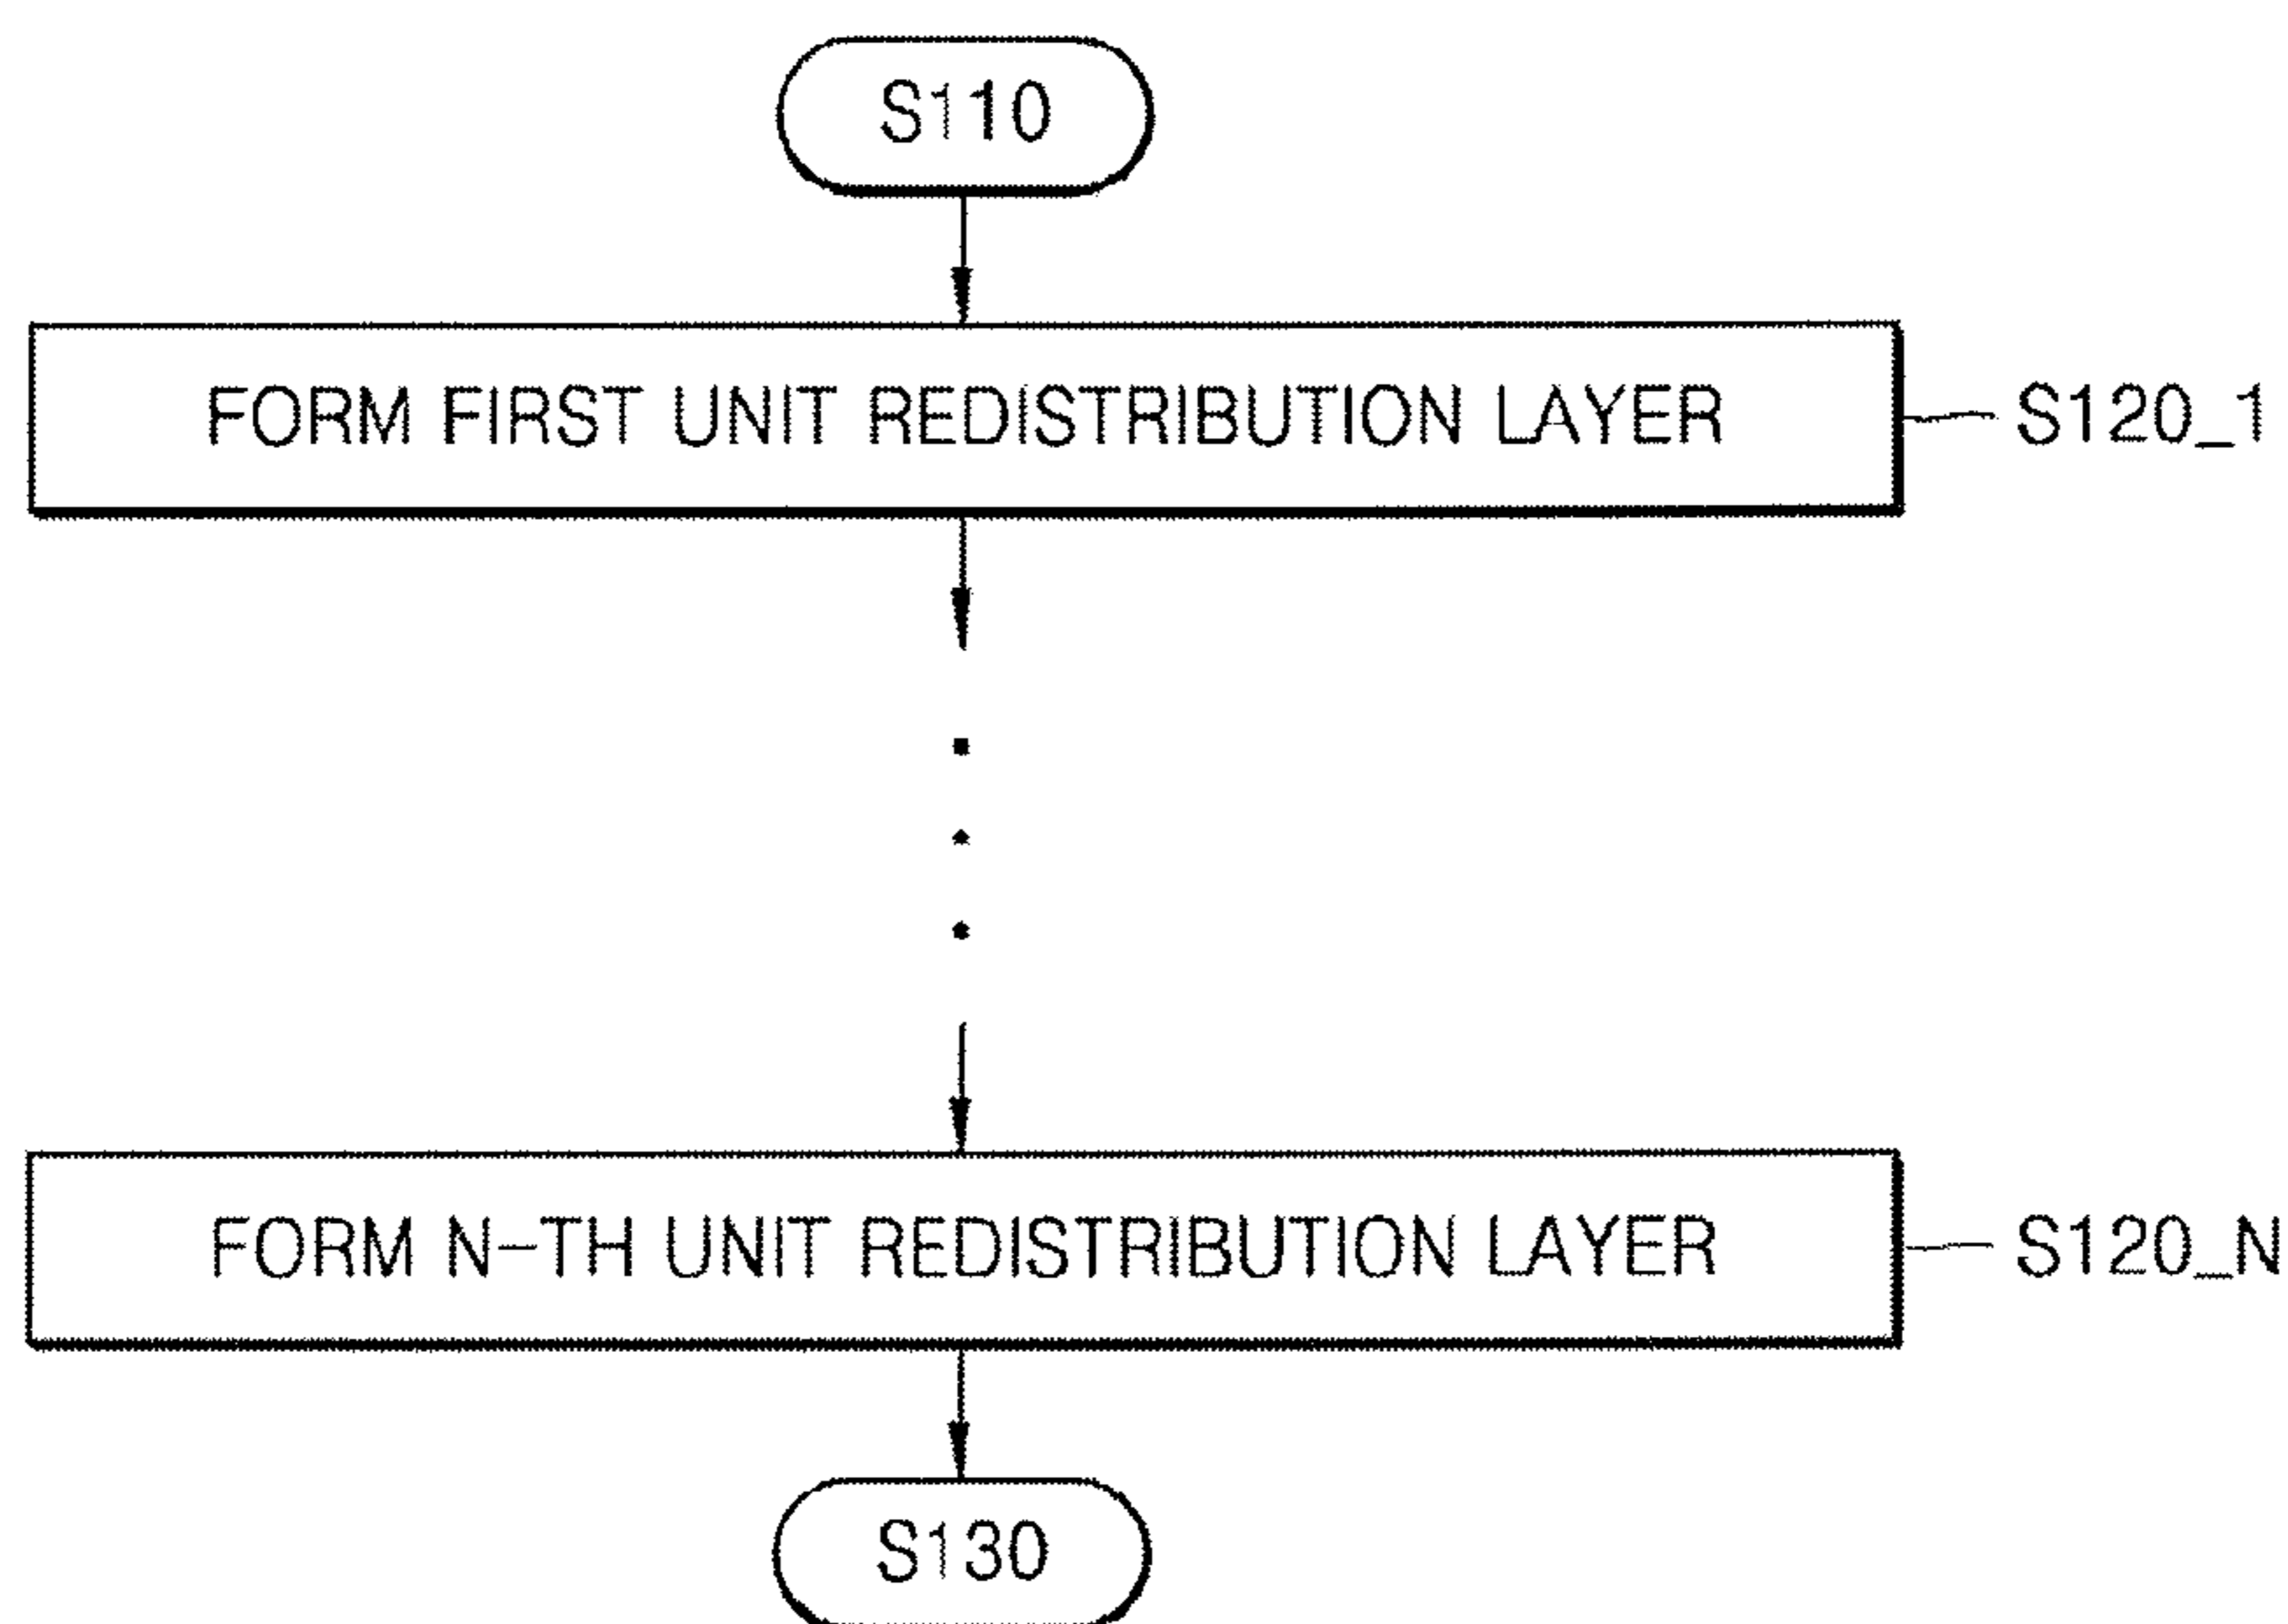 S110
FORM FIRST UNIT REDISTRIBUTION LAYER
S120_1
FORM N-TH UNIT REDISTRIBUTION LAYER
S120_N
S130